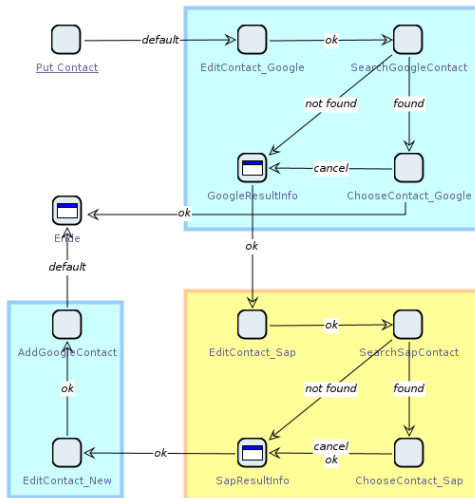 default
ok
Put Contact
EditContact_Google
SearchGoogleContact
not found
found
cancel
GoogleResultInfo
ChooseContact_Google
ok
Ende
ok
default
ok
AddGoogleContact
EditContact_Sap
SearchSapContact
not found
found
ok
cancel
ok
ok
EditContact_New
SapResultInfo
ChooseContact_Sap